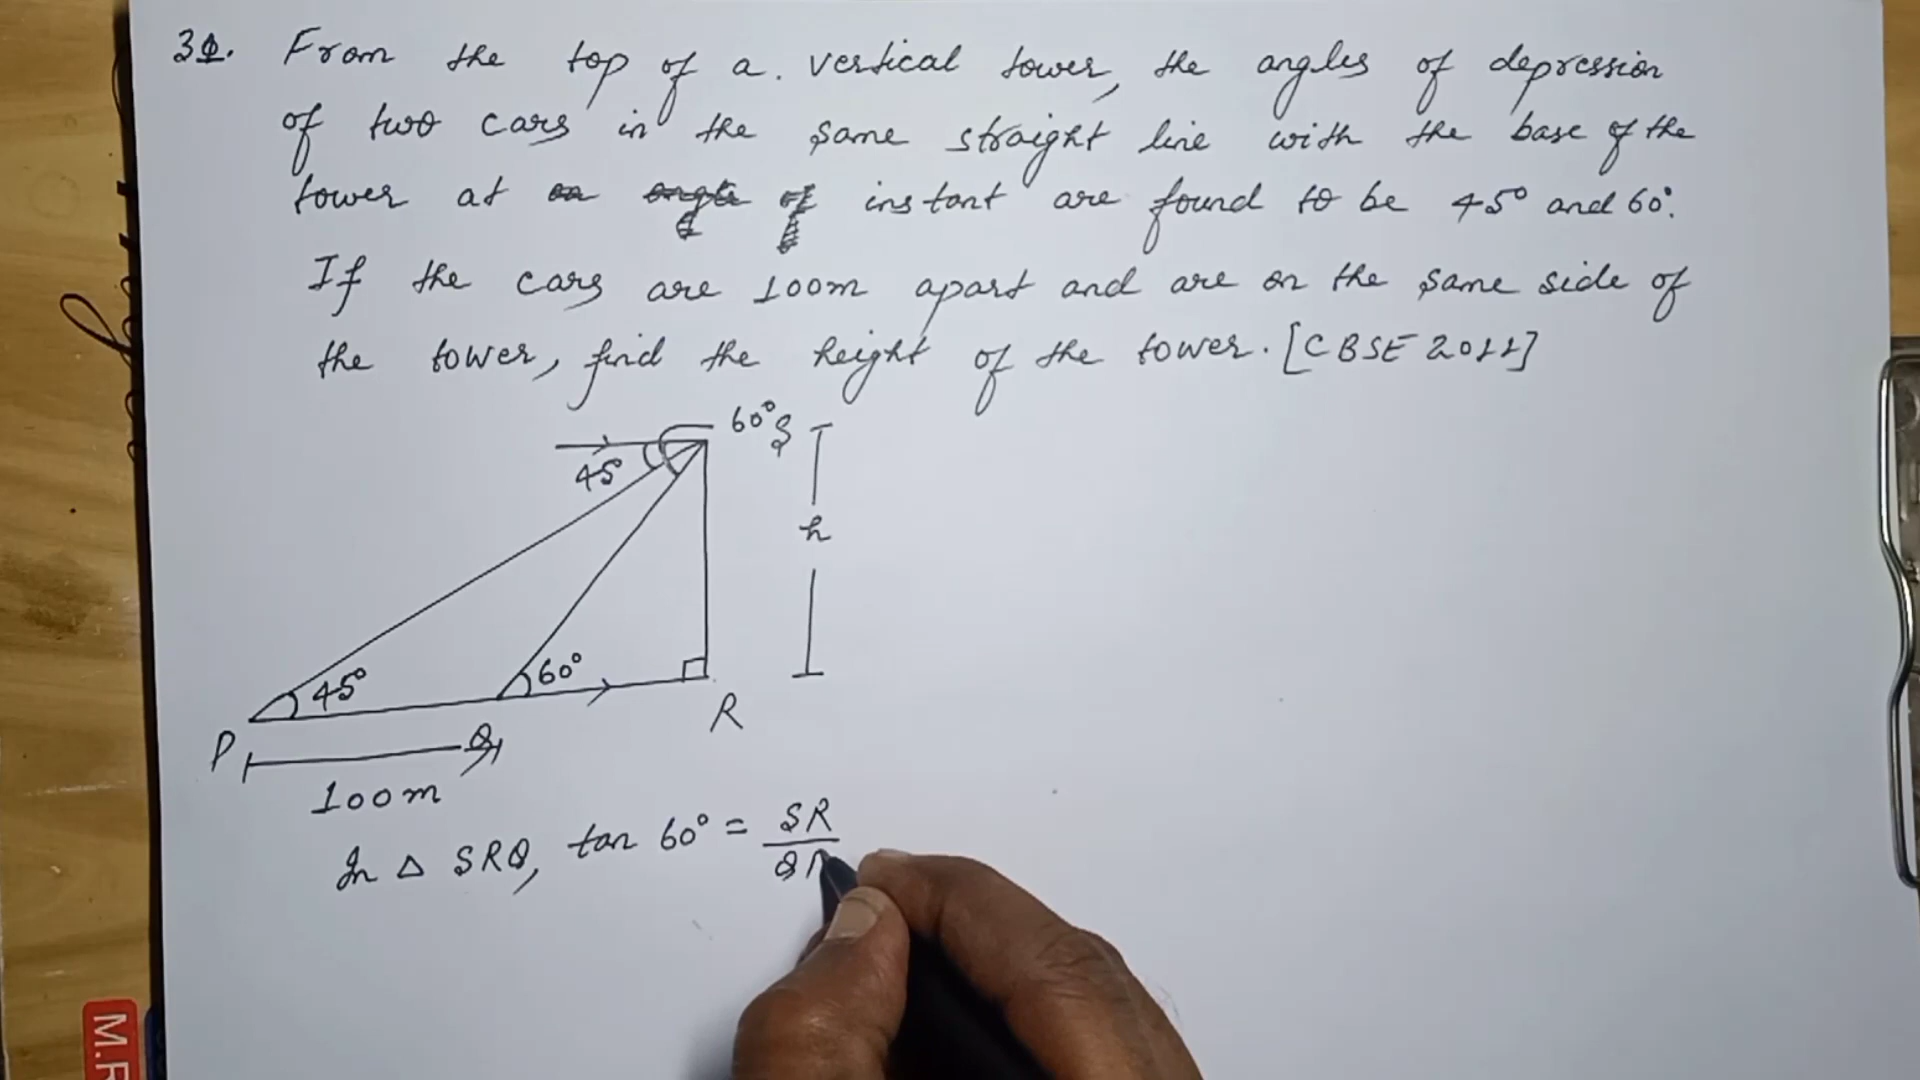 31. From the top of a. vertical tower, the angles of depression
of two cars in the same straight line with the base of the
tower at an angle of instant are found to be 45° and 60°.
If the cars are 100m apart and are on the same side of
the tower, find the height of the tower. [CBSE 2011]
60° S
45°
h
45°
60°
P
Q
R
100m
In △ SRQ, tan 60° = SR
QR
M.R